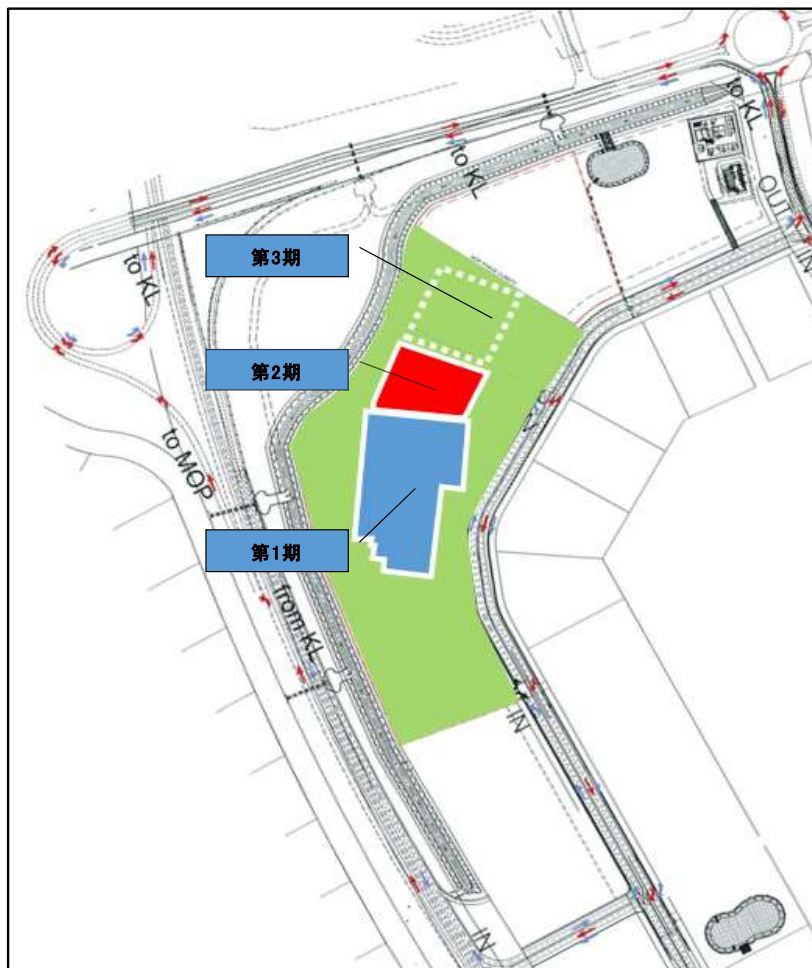 to KL
to KL
OUT
IN
第3期
to KL
第2期
to MOP
第1期
from KL
IN
IN